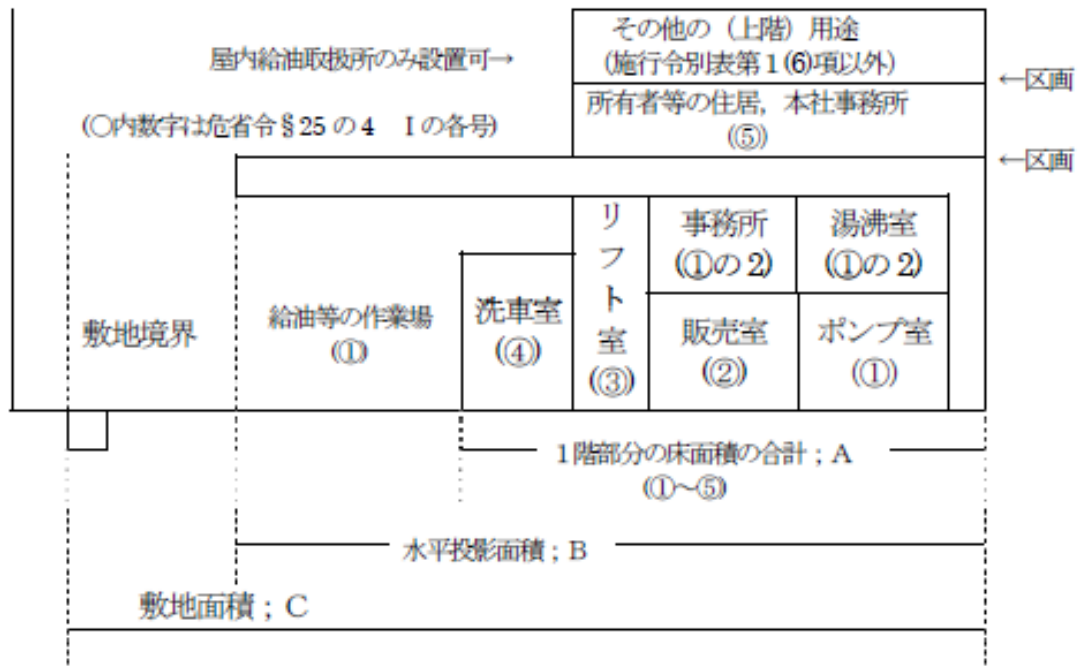 その他の（上階）用途
(施行令別表第１(6)項以外)
屋内給油取扱所のみ設置可→
←区画
所有者等の住居，本社事務所
(⑤)
(〇内数字は危省令§25 の 4　Ⅰの各号)
←区画
リフト室
(③)
事務所
(①の 2)
湯沸室
(①の 2)
敷地境界
給油等の作業場
(①)
洗車室
(④)
販売室
(②)
ポンプ室
(①)
１階部分の床面積の合計；A
(①～⑤)
水平投影面積；B
敷地面積；C